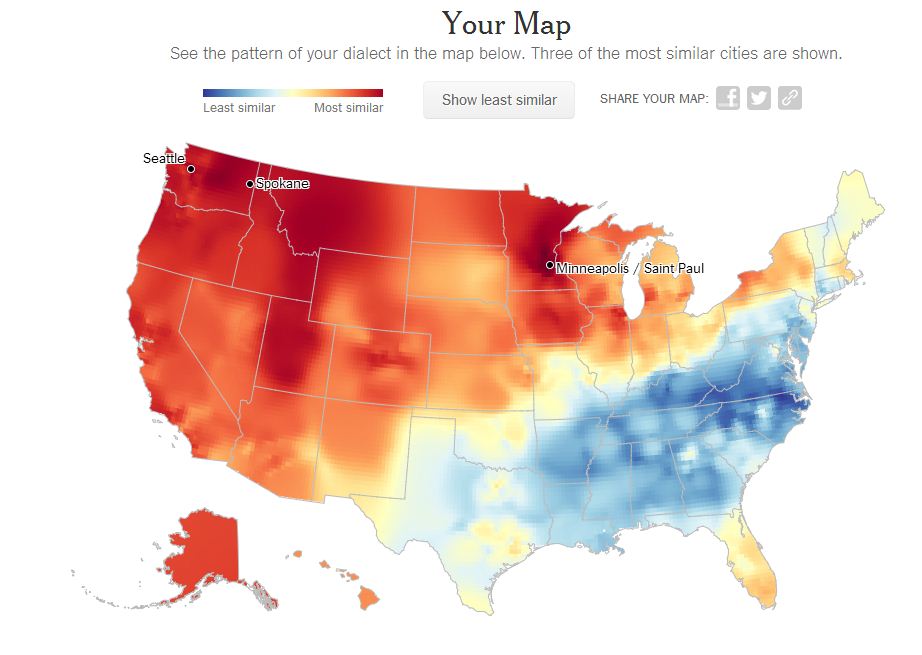 Your Map
See the pattern of your dialect in the map below. Three of the most similar cities are shown.
Least similar Most similar
Show least similar
SHARE YOUR MAP:
Seattle
Spokane
Minneapolis / Saint Paul